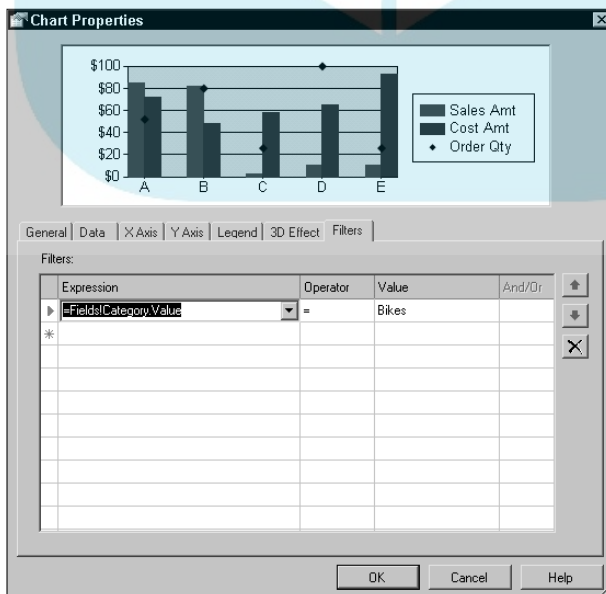 Chart Properties
$100
$80
$60
$40
$20
$0
A B C D E
Sales Amt
Cost Amt
Order Qty
General Data X Axis Y Axis Legend 3D Effect Filters
Filters:
Expression Operator Value And/Or
=Fields!Category.Value = Bikes
OK Cancel Help